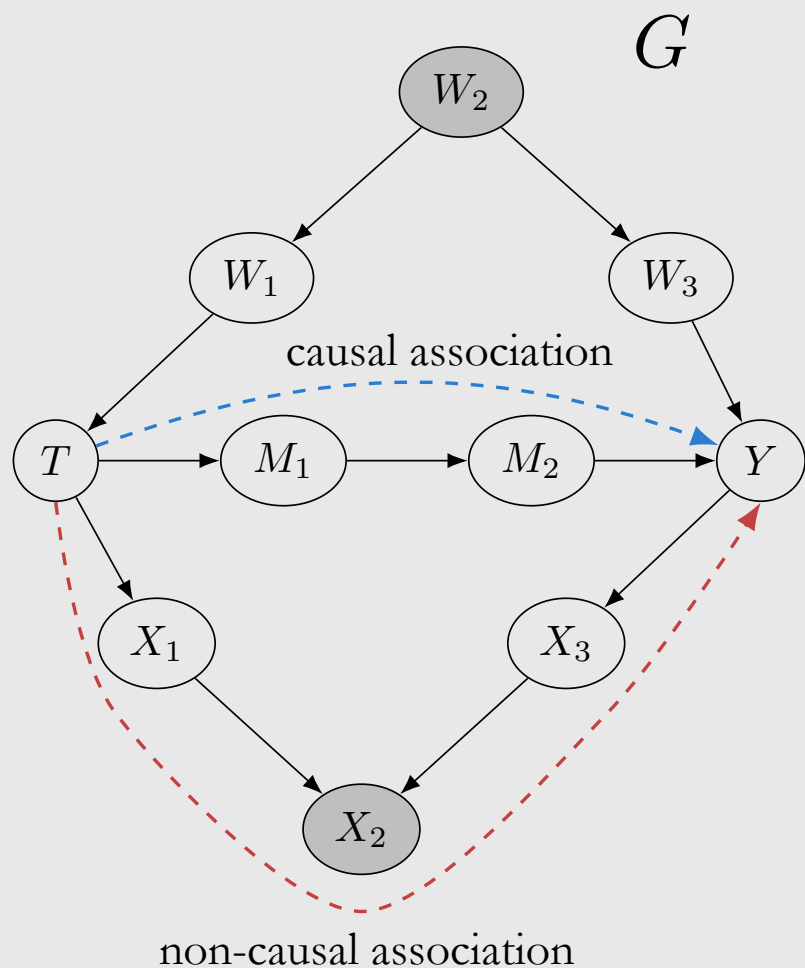 G
W₂
W₁ W₃
causal association
T M₁ M₂ Y
X₁ X₃
X₂
non-causal association